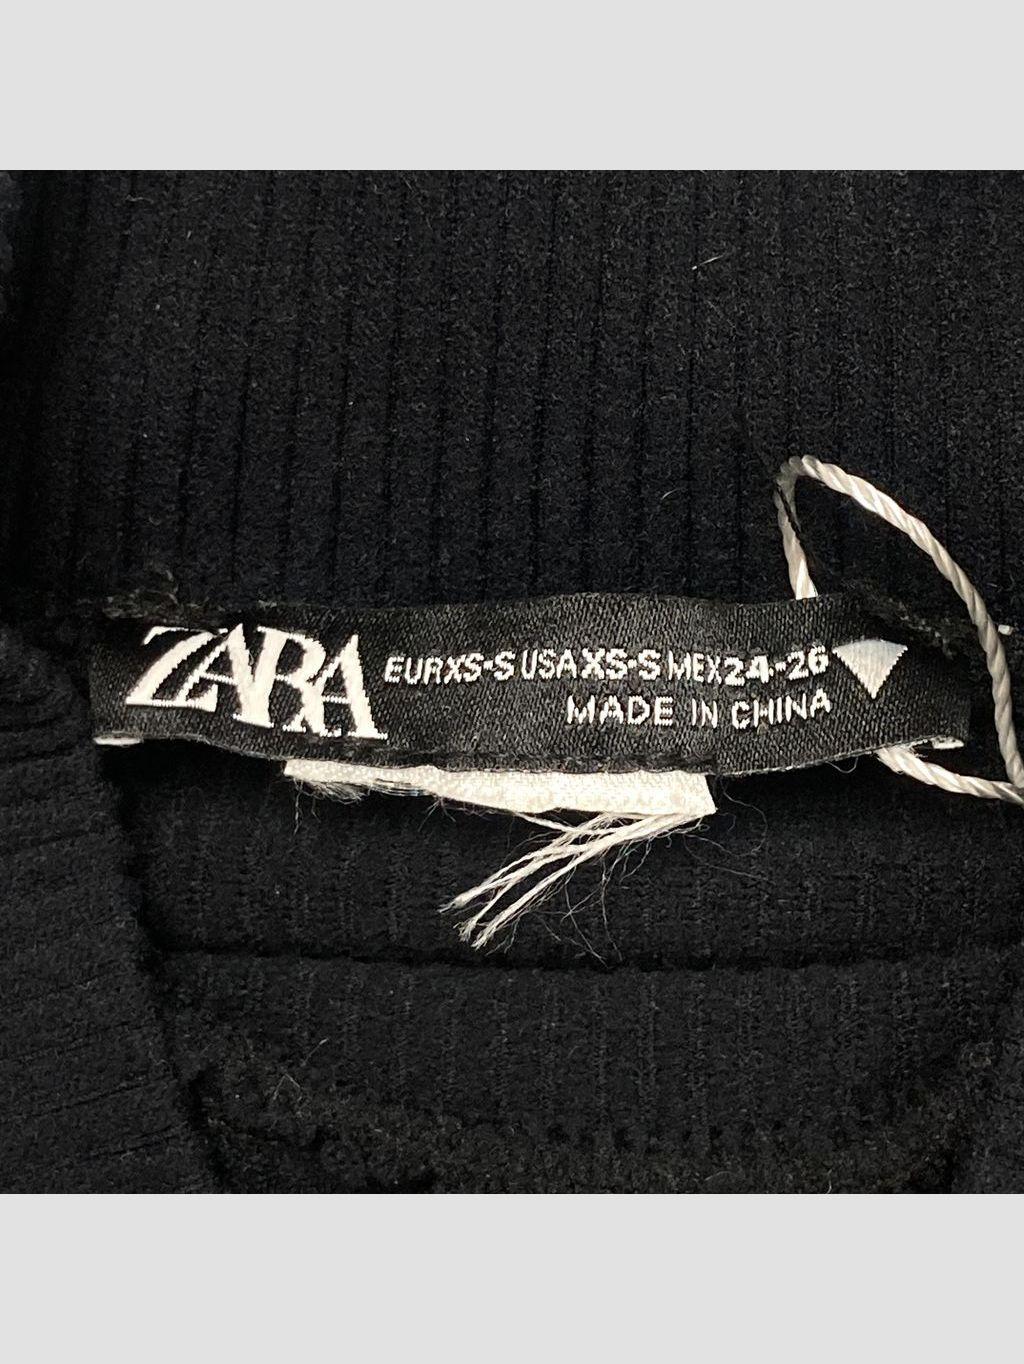 ZARA
EUR XS-S USA XS-S MEX 24-26
MADE IN CHINA